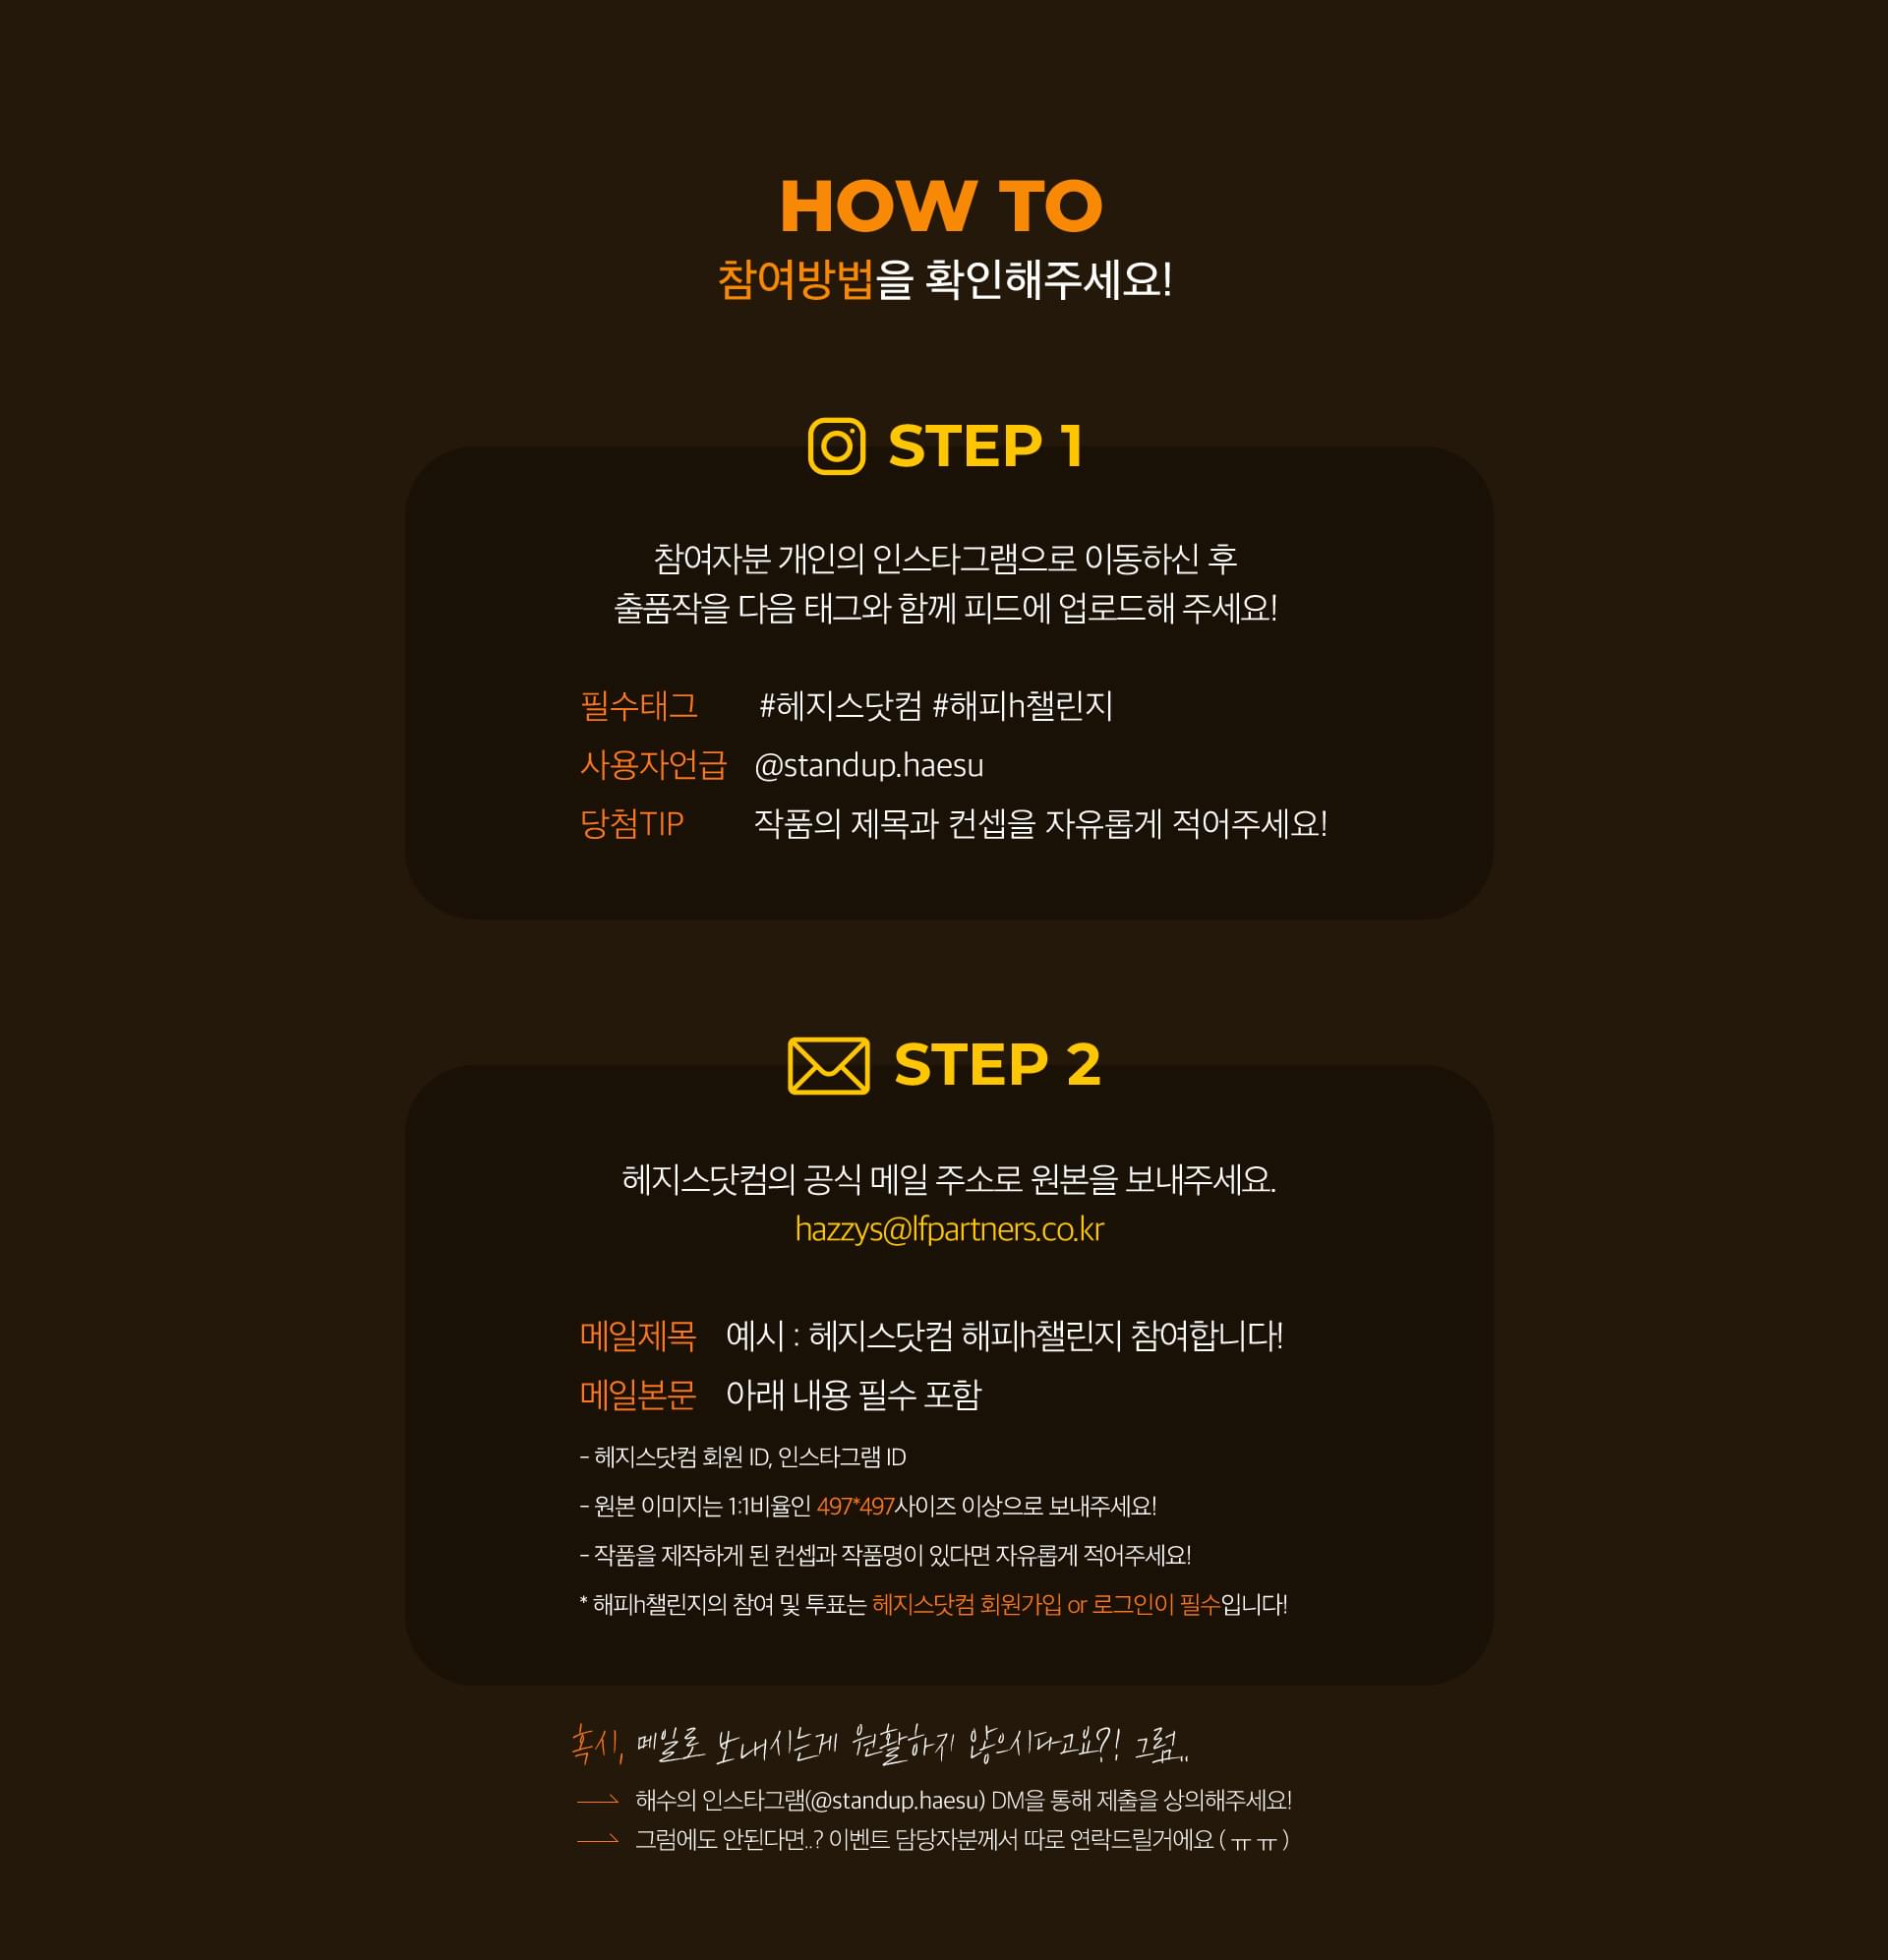 HOW TO
참여방법을 확인해주세요!
STEP 1
참여자분 개인의 인스타그램으로 이동하신 후
출품작을 다음 태그와 함께 피드에 업로드해 주세요!
필수태그 #헤지스닷컴 #해피h챌린지
사용자언급 @standup.haesu
당첨TIP 작품의 제목과 컨셉을 자유롭게 적어주세요!
STEP 2
헤지스닷컴의 공식 메일 주소로 원본을 보내주세요.
hazzys@lfpartners.co.kr
메일제목 예시 : 헤지스닷컴 해피h챌린지 참여합니다!
메일본문 아래 내용 필수 포함
- 헤지스닷컴 회원 ID, 인스타그램 ID
- 원본 이미지는 1:1비율인 497*497사이즈 이상으로 보내주세요!
- 작품을 제작하게 된 컨셉과 작품명이 있다면 자유롭게 적어주세요!
* 해피h챌린지의 참여 및 투표는 헤지스닷컴 회원가입 or 로그인이 필수입니다!
혹시, 메일로 보내시는게 원활하지 않으시다고요?! 그럼..
해수의 인스타그램(@standup.haesu) DM을 통해 제출을 상의해주세요!
그럼에도 안된다면..? 이벤트 담당자분께서 따로 연락드릴거에요 ( ㅠ ㅠ )